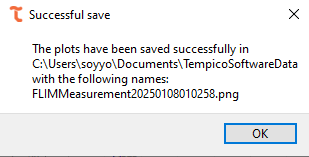 Successful save
The plots have been saved successfully in
C:\Users\soyyo\Documents\TempicoSoftwareData
with the following names:
FLIMMeasurement20250108010258.png
OK